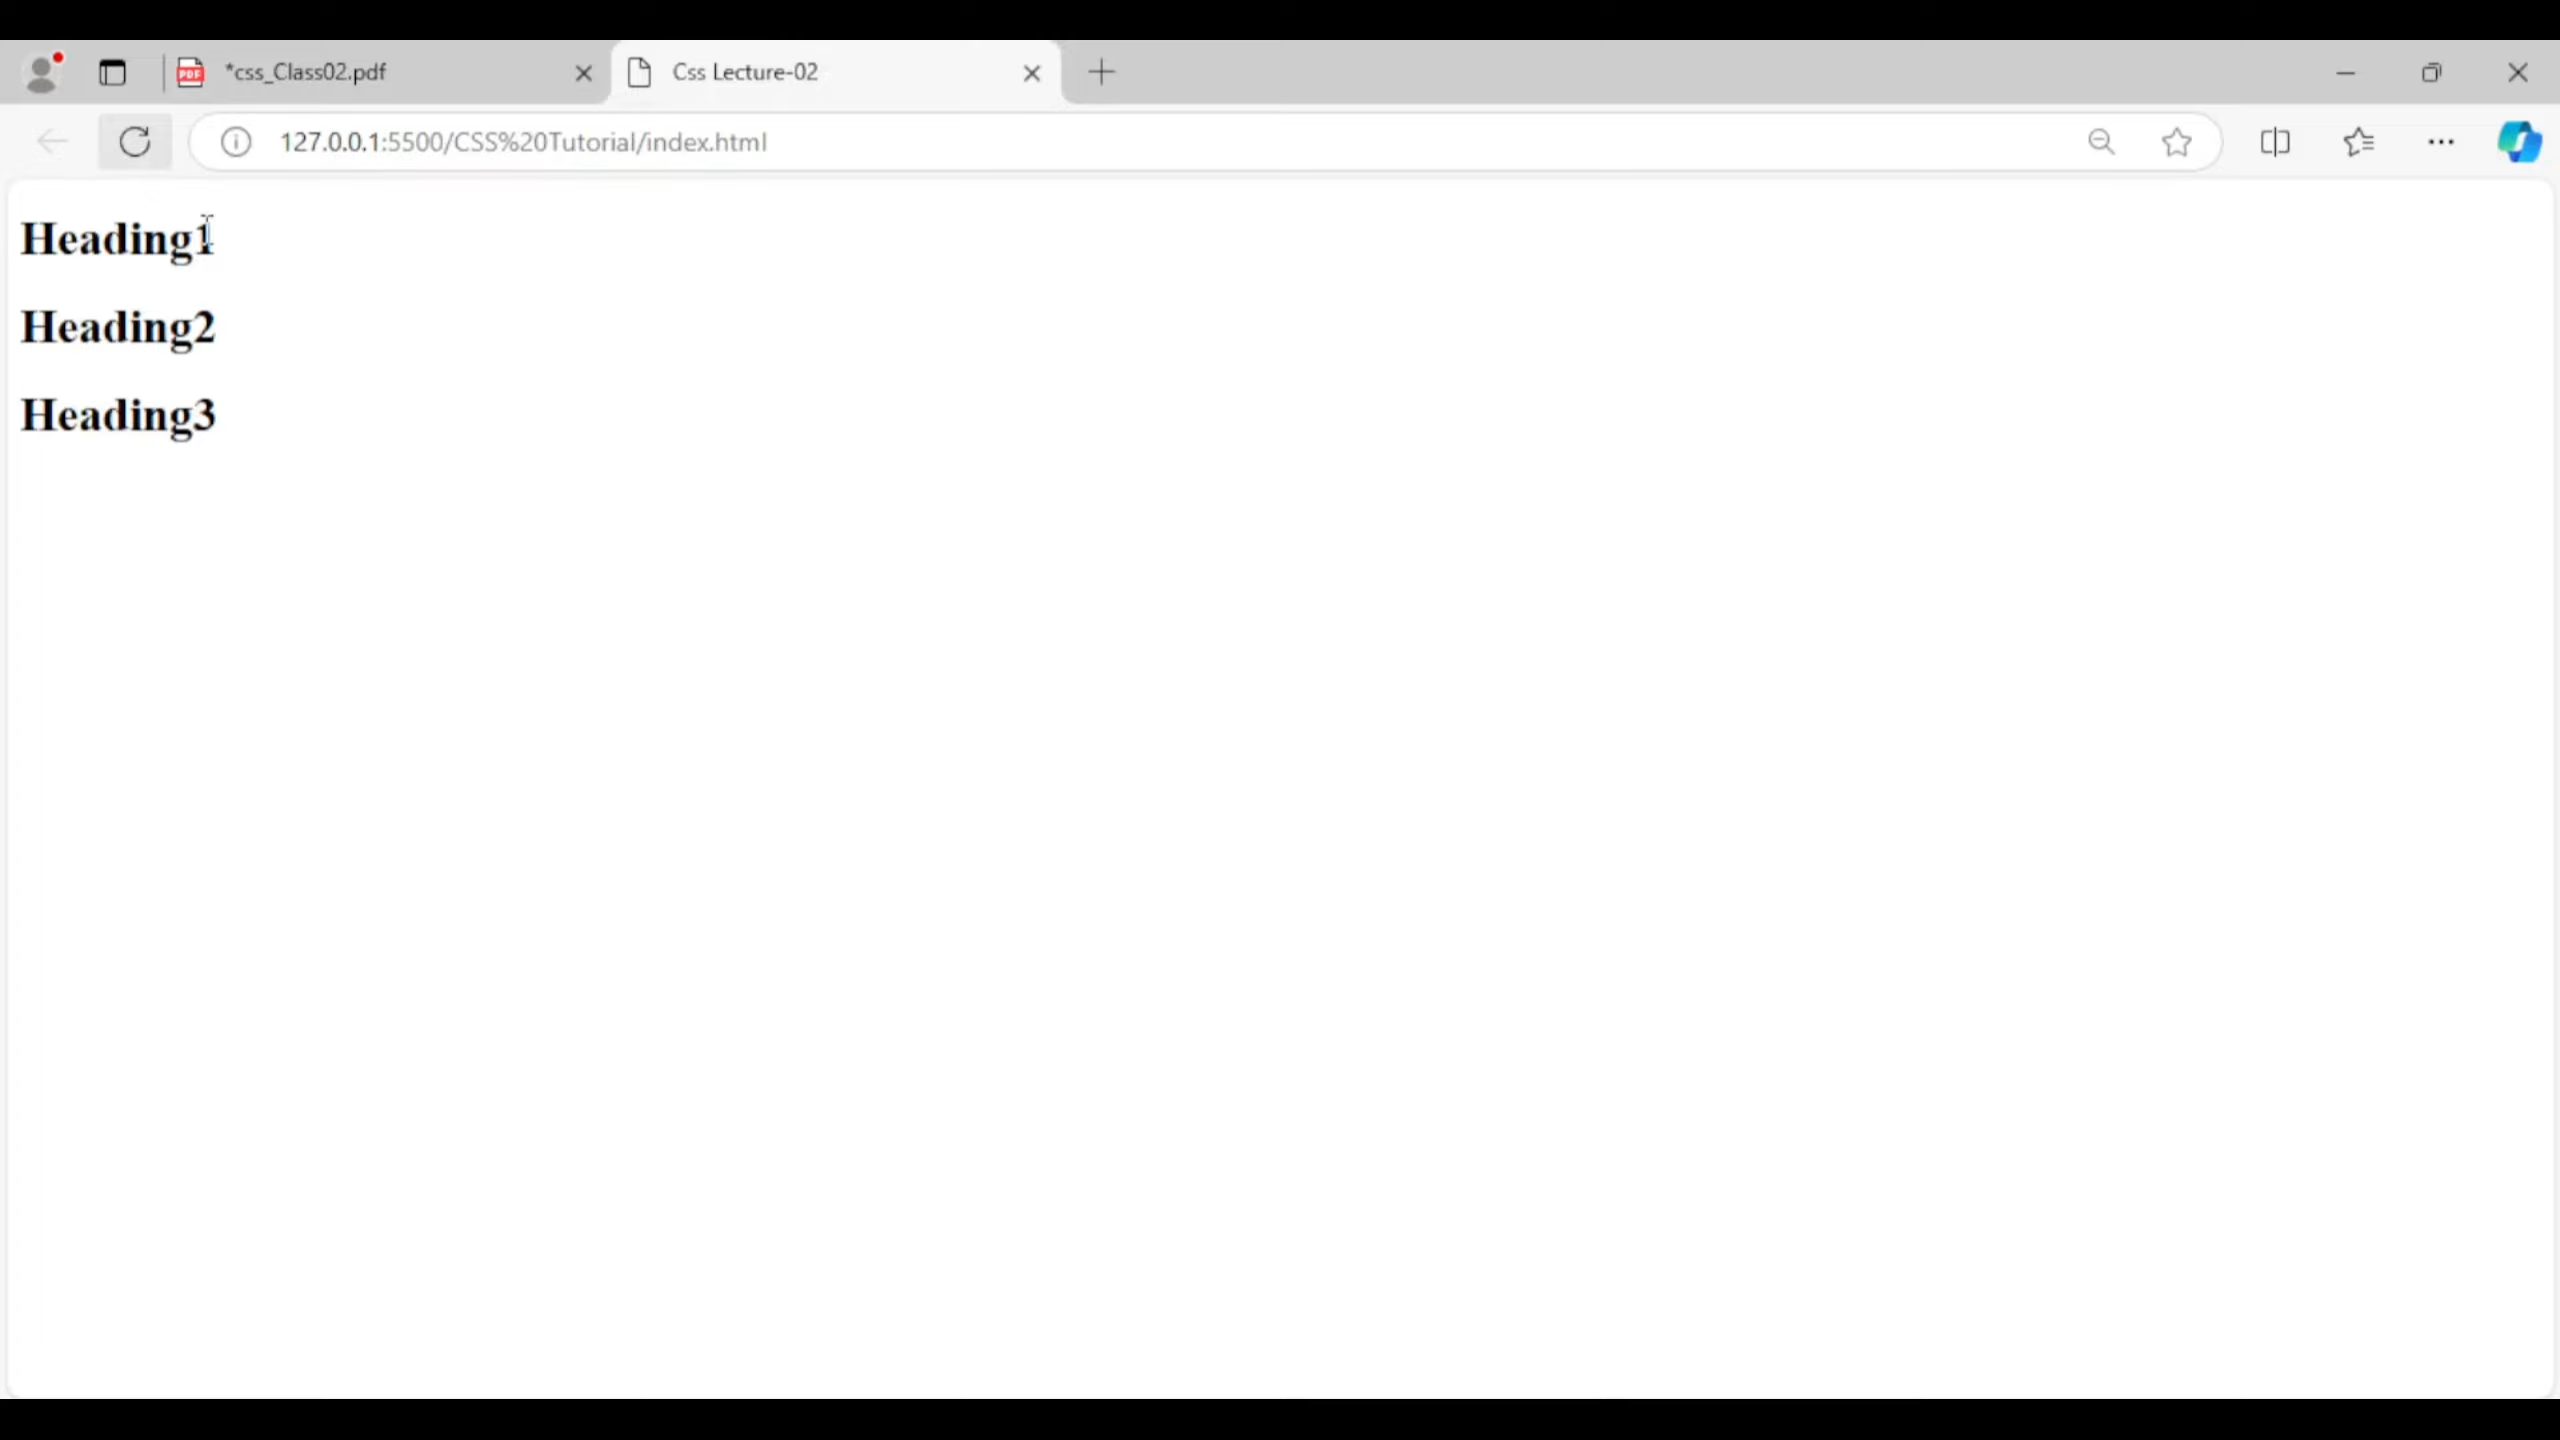 *css_Class02.pdf
Css Lecture-02
127.0.0.1:5500/CSS%20Tutorial/index.html
Heading1
Heading2
Heading3